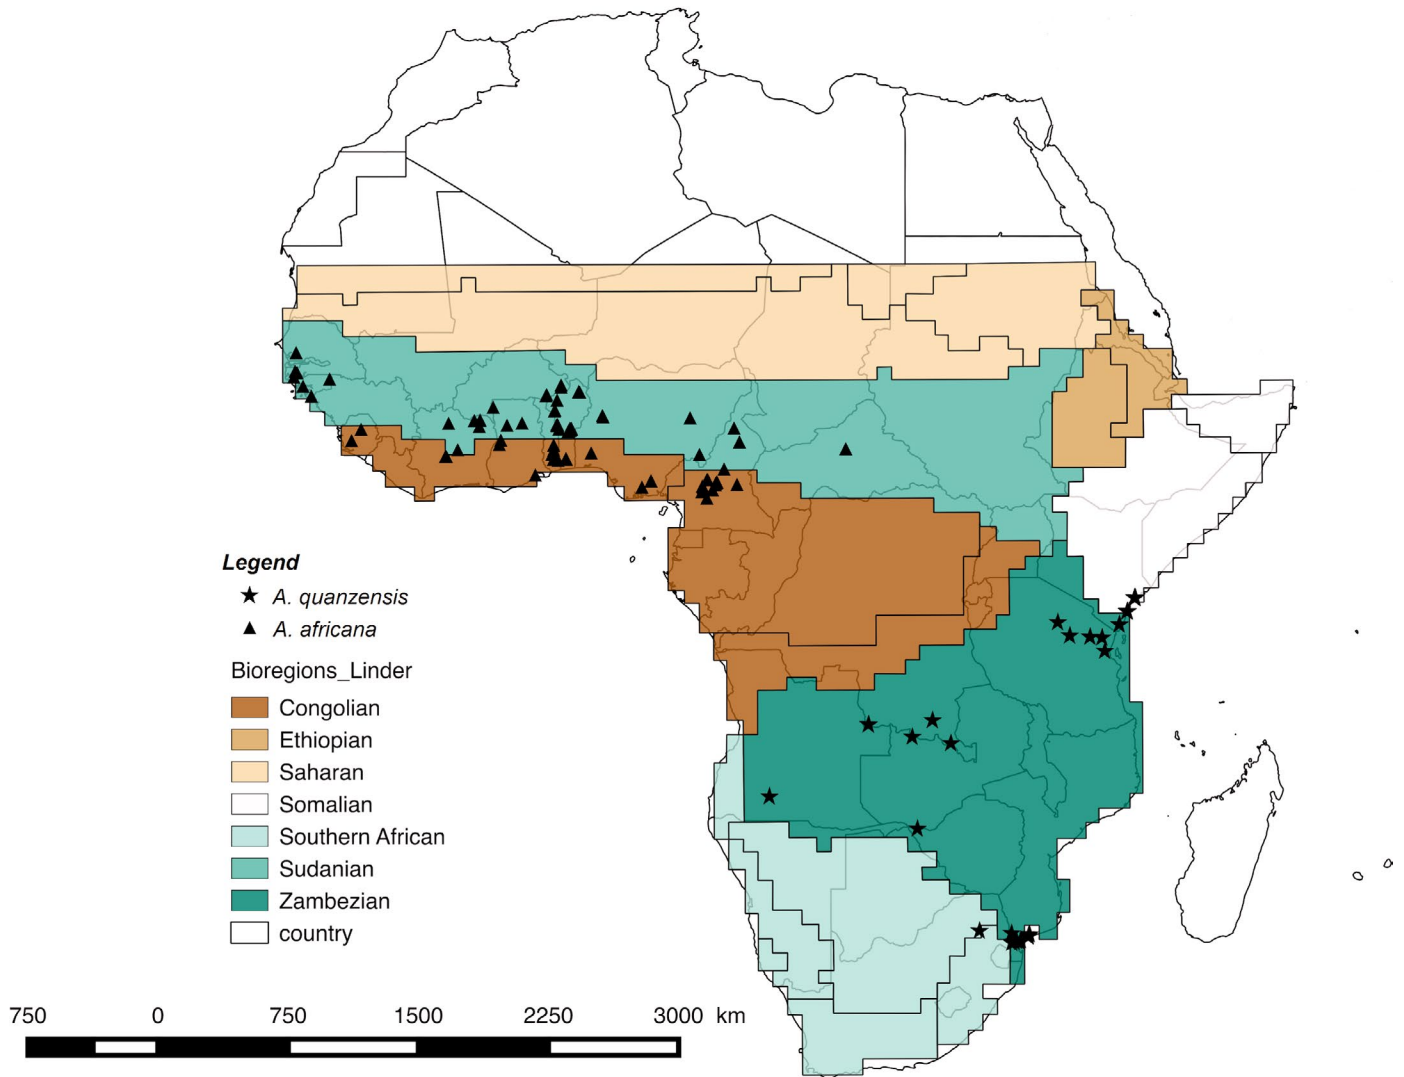 Legend
A. quanzensis
A. africana
Bioregions_Linder
Congolian
Ethiopian
Saharan
Somalian
Southern African
Sudanian
Zambezian
country
750 0 750 1500 2250 3000 km